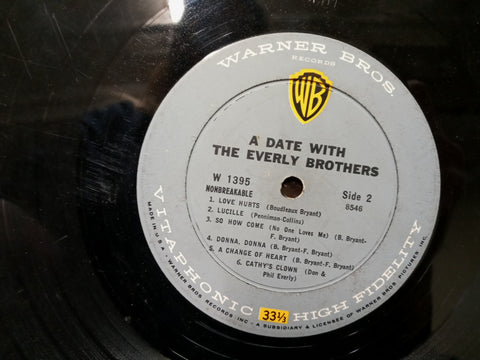 WARNER BROS.
RECORDS
WB
A DATE WITH
THE EVERLY BROTHERS
W 1395
NONBREAKABLE
Side 2
8546
1. LOVE HURTS (Boudleaux Bryant)
2. LUCILLE (Penniman-Collins)
3. SO HOW COME (No One Loves Me) (B. Bryant-
F. Bryant)
4. DONNA, DONNA (B. Bryant-F. Bryant)
5. A CHANGE OF HEART (B. Bryant-F. Bryant)
6. CATHY'S CLOWN (Don &
Phil Everly)
VITAPHONIC 33⅓ HIGH FIDELITY
MADE IN U.S.A. WARNER BROS. RECORDS INC. - A SUBSIDIARY & LICENSEE OF WARNER BROS. PICTURES INC.